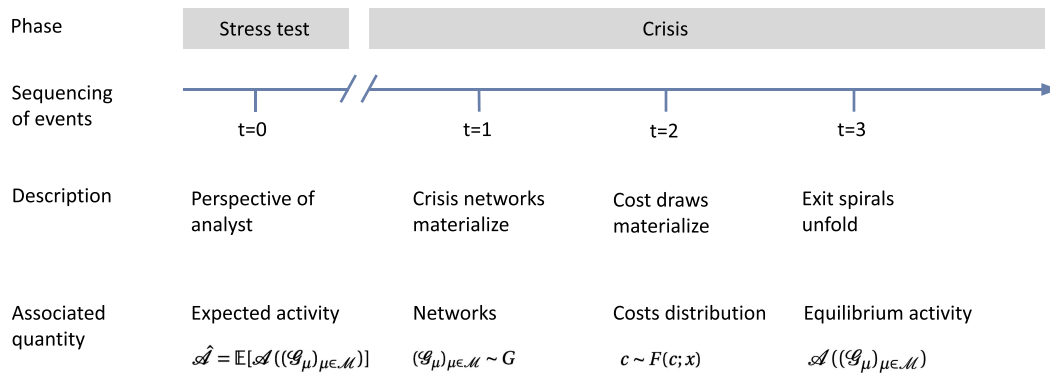 Phase Stress test Crisis
Sequencing of events
t=0 t=1 t=2 t=3
Description
Perspective of analyst
Crisis networks materialize
Cost draws materialize
Exit spirals unfold
Associated quantity
Expected activity
𝒜̂ = 𝔼[𝒜((𝒢_μ)_{μ∈ℳ})]
Networks
(𝒢_μ)_{μ∈ℳ} ~ G
Costs distribution
c ~ F(c; x)
Equilibrium activity
𝒜((𝒢_μ)_{μ∈ℳ})